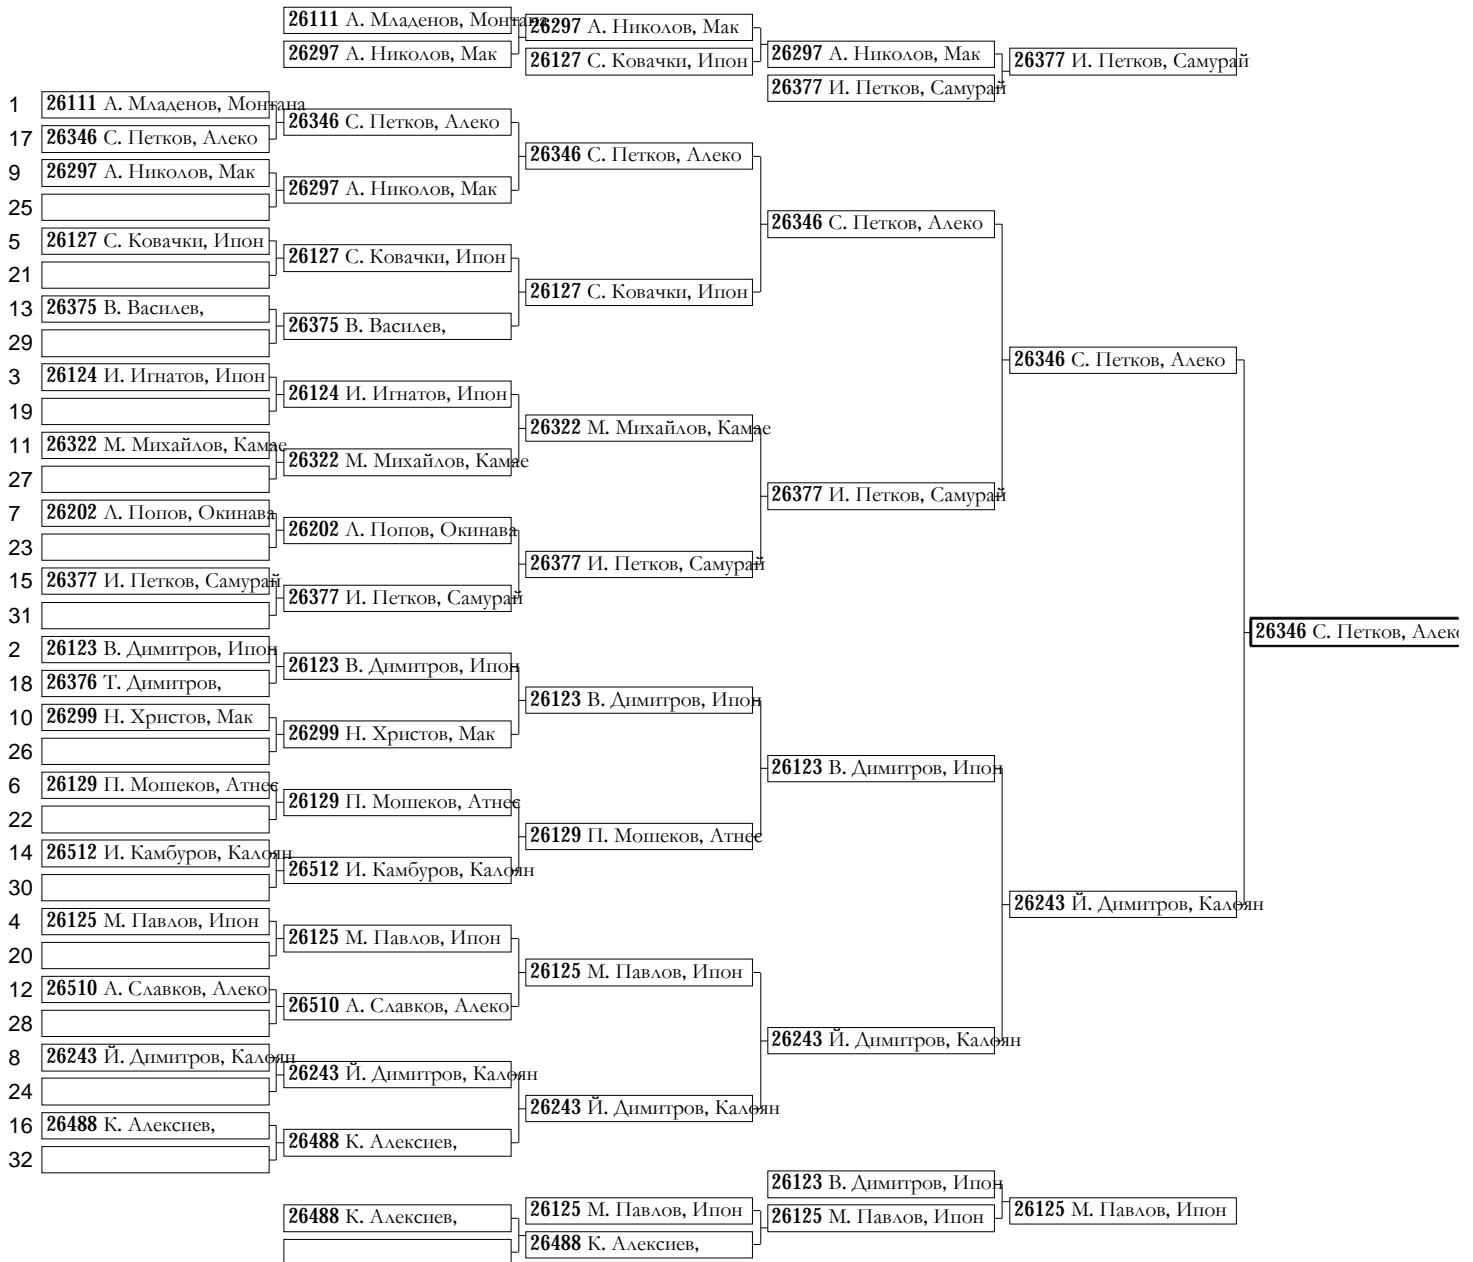 26111 А. Младенов, Монтана
26297 А. Николов, Мак
26297 А. Николов, Мак
26127 С. Ковачки, Ипон
26297 А. Николов, Мак
26377 И. Петков, Самурай
26377 И. Петков, Самурай
1 26111 А. Младенов, Монтана
17 26346 С. Петков, Алеко
9 26297 А. Николов, Мак
25
5 26127 С. Ковачки, Ипон
21
13 26375 В. Василев,
29
3 26124 И. Игнатов, Ипон
19
11 26322 М. Михайлов, Камае
27
7 26202 Л. Попов, Окинава
23
15 26377 И. Петков, Самурай
31
2 26123 В. Димитров, Ипон
18 26376 Т. Димитров,
10 26299 Н. Христов, Мак
26
6 26129 П. Мошеков, Атнес
22
14 26512 И. Камбуров, Калоян
30
4 26125 М. Павлов, Ипон
20
12 26510 А. Славков, Алеко
28
8 26243 Й. Димитров, Калоян
24
16 26488 К. Алексиев,
32
26346 С. Петков, Алеко
26297 А. Николов, Мак
26127 С. Ковачки, Ипон
26375 В. Василев,
26124 И. Игнатов, Ипон
26322 М. Михайлов, Камае
26202 Л. Попов, Окинава
26377 И. Петков, Самурай
26123 В. Димитров, Ипон
26299 Н. Христов, Мак
26129 П. Мошеков, Атнес
26512 И. Камбуров, Калоян
26125 М. Павлов, Ипон
26510 А. Славков, Алеко
26243 Й. Димитров, Калоян
26488 К. Алексиев,
26346 С. Петков, Алеко
26127 С. Ковачки, Ипон
26322 М. Михайлов, Камае
26377 И. Петков, Самурай
26123 В. Димитров, Ипон
26129 П. Мошеков, Атнес
26125 М. Павлов, Ипон
26243 Й. Димитров, Калоян
26346 С. Петков, Алеко
26377 И. Петков, Самурай
26123 В. Димитров, Ипон
26243 Й. Димитров, Калоян
26346 С. Петков, Алеко
26243 Й. Димитров, Калоян
26346 С. Петков, Алеко
26488 К. Алексиев,
26125 М. Павлов, Ипон
26488 К. Алексиев,
26123 В. Димитров, Ипон
26125 М. Павлов, Ипон
26125 М. Павлов, Ипон